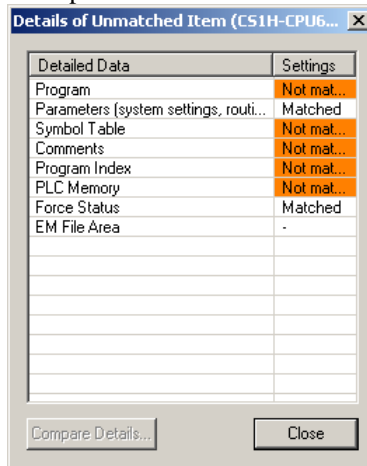 Details of Unmatched Item (CS1H-CPU6...
Detailed Data Settings
Program Not mat...
Parameters (system settings, routi... Matched
Symbol Table Not mat...
Comments Not mat...
Program Index Not mat...
PLC Memory Not mat...
Force Status Matched
EM File Area -
Compare Details... Close